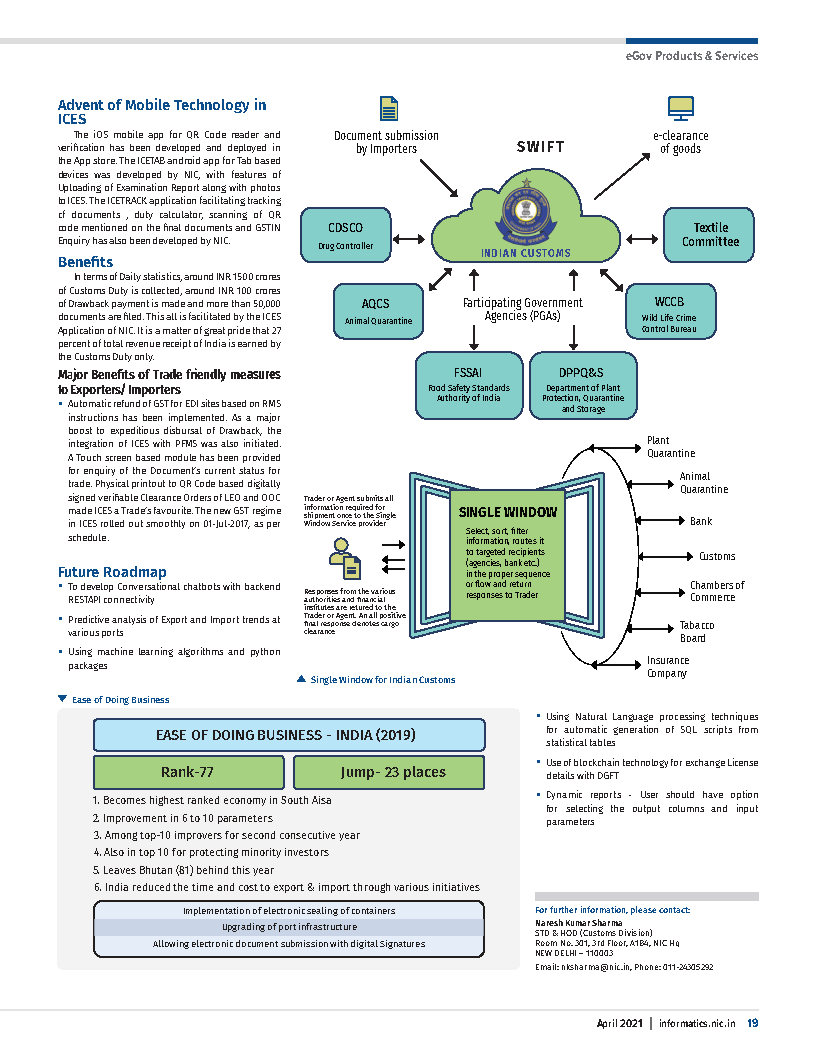 eGov Products & Services
Advent of Mobile Technology in
ICES
The iOS mobile app for QR Code reader and
verification has been developed and deployed in
the App store. The ICETAB android app for Tab based
devices was developed by NIC, with features of
Uploading of Examination Report along with photos
to ICES. The ICETRACK application facilitating tracking
of documents , duty calculator, scanning of QR
code mentioned on the final documents and GSTIN
Enquiry has also been developed by NIC.
Benefits
In terms of Daily statistics, around INR 1500 crores
of Customs Duty is collected, around INR 100 crores
of Drawback payment is made and more than 50,000
documents are filed. This all is facilitated by the ICES
Application of NIC. It is a matter of great pride that 27
percent of total revenue receipt of India is earned by
the Customs Duty only.
Major Benefits of Trade friendly measures
to Exporters/ Importers
• Automatic refund of GST for EDI sites based on RMS
instructions has been implemented. As a major
boost to expeditious disbursal of Drawback, the
integration of ICES with PFMS was also initiated.
A Touch screen based module has been provided
for enquiry of the Document's current status for
trade. Physical printout to QR Code based digitally
signed verifiable Clearance Orders of LEO and OOC
made ICES a Trade's favourite. The new GST regime
in ICES rolled out smoothly on 01-Jul-2017, as per
schedule.
Future Roadmap
• To develop Conversational chatbots with backend
RESTAPI connectivity
• Predictive analysis of Export and Import trends at
various ports
• Using machine learning algorithms and python
packages
Document submission
by Importers
SWIFT
e-clearance
of goods
CDSCO
Drug Controller
INDIAN CUSTOMS
Textile
Committee
AQCS
Animal Quarantine
Participating Government
Agencies (PGAs)
WCCB
Wild Life Crime
Control Bureau
FSSAI
Food Safety Standards
Authority of India
DPPQ&S
Department of Plant
Protection, Quarantine
and Storage
Trader or Agent submits all
information required for
shipment once to the Single
Window Service provider
Responses from the various
authorities and financial
institutes are retured to the
Trader or Agent. An all positive
final response denotes cargo
clearance
SINGLE WINDOW
Select, sort, filter
information, routes it
to targeted recipients
(agencies, bank etc.)
in the proper sequence
or flow and return
responses to Trader
Plant
Quarantine
Animal
Quarantine
Bank
Customs
Chambers of
Commerce
Tabacco
Board
Insurance
Company
Single Window for Indian Customs
Ease of Doing Business
EASE OF DOING BUSINESS - INDIA (2019)
Rank-77
Jump- 23 places
1. Becomes highest ranked economy in South Aisa
2. Improvement in 6 to 10 parameters
3. Among top-10 improvers for second consecutive year
4. Also in top 10 for protecting minority investors
5. Leaves Bhutan (81) behind this year
6. India reduced the time and cost to export & import through various initiatives
Implementation of electronic sealing of containers
Upgrading of port infrastructure
Allowing electronic document submission with digital Signatures
• Using Natural Language processing techniques
for automatic generation of SQL scripts from
statistical tables
• Use of blockchain technology for exchange License
details with DGFT
• Dynamic reports - User should have option
for selecting the output columns and input
parameters
For further information, please contact:
Naresh Kumar Sharma
STD & HOD (Customs Division)
Room No. 301, 3rd Floor, A1B4, NIC Hq
NEW DELHI – 110003
Email: nksharma@nic.in, Phone: 011-24305292
April 2021 | informatics.nic.in 19